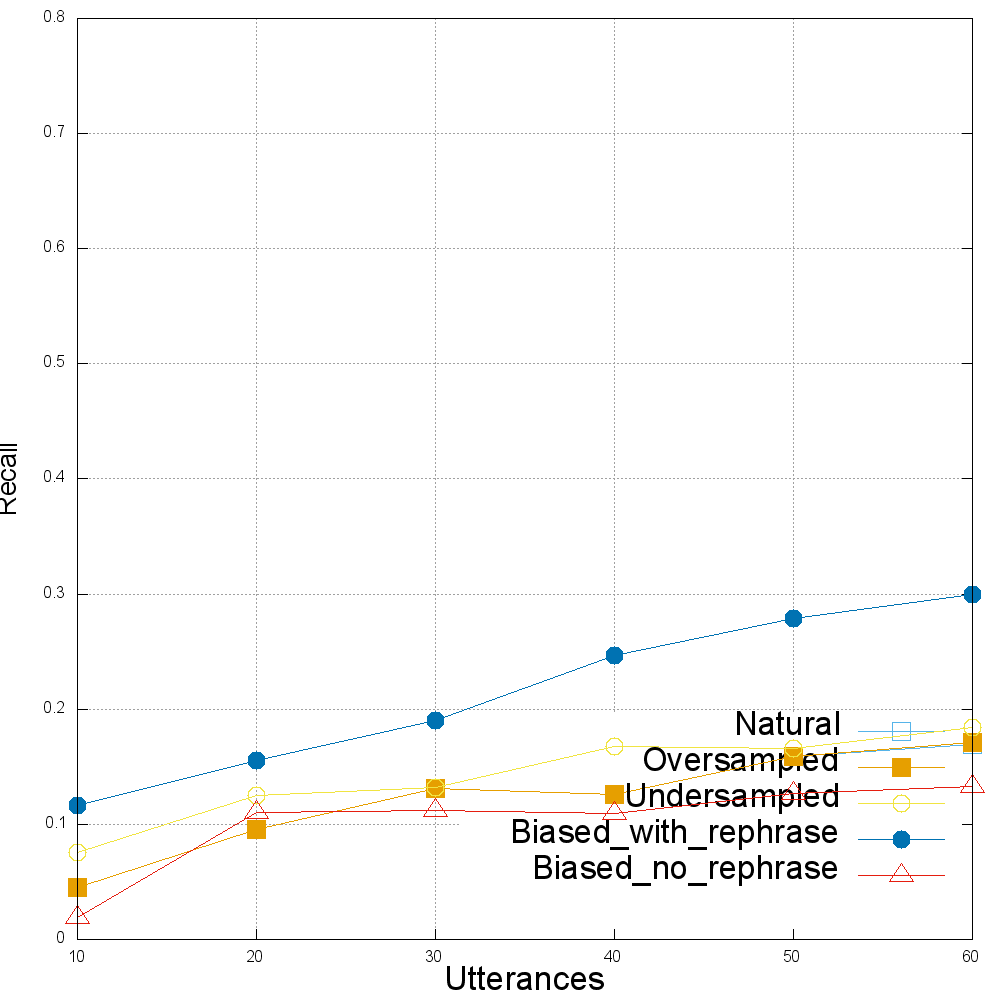 0.8
0.7
0.6
0.5
0.4
0.3
0.2
0.1
0
Recall
Natural
Oversampled
Undersampled
Biased_with_rephrase
Biased_no_rephrase
10 20 30 40 50 60
Utterances